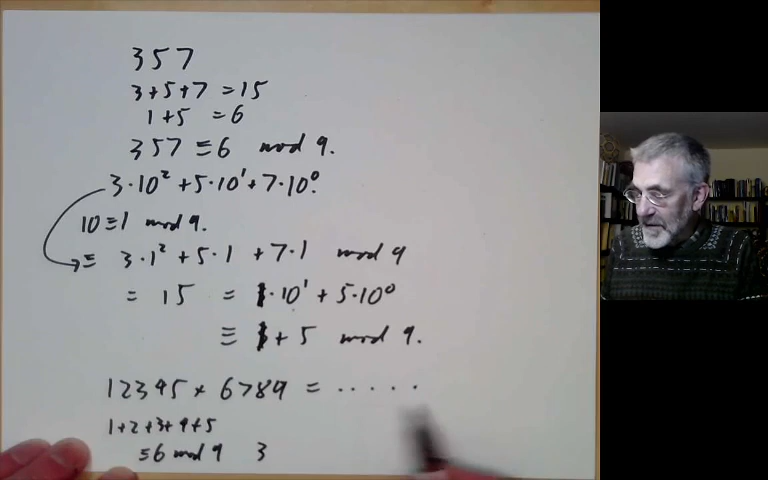 357
3+5+7 =15
1+5 =6
357 ≡6 mod 9.
3·10² +5·10¹+7·10⁰.
10≡1 mod 9.
≡ 3·1² +5·1 +7·1 mod 9
= 15 = 1·10¹ + 5·10⁰
≡ 1+ 5 mod 9.
12345 × 6789 = ·····
1+2+3+4+5
≡6 mod 9 3